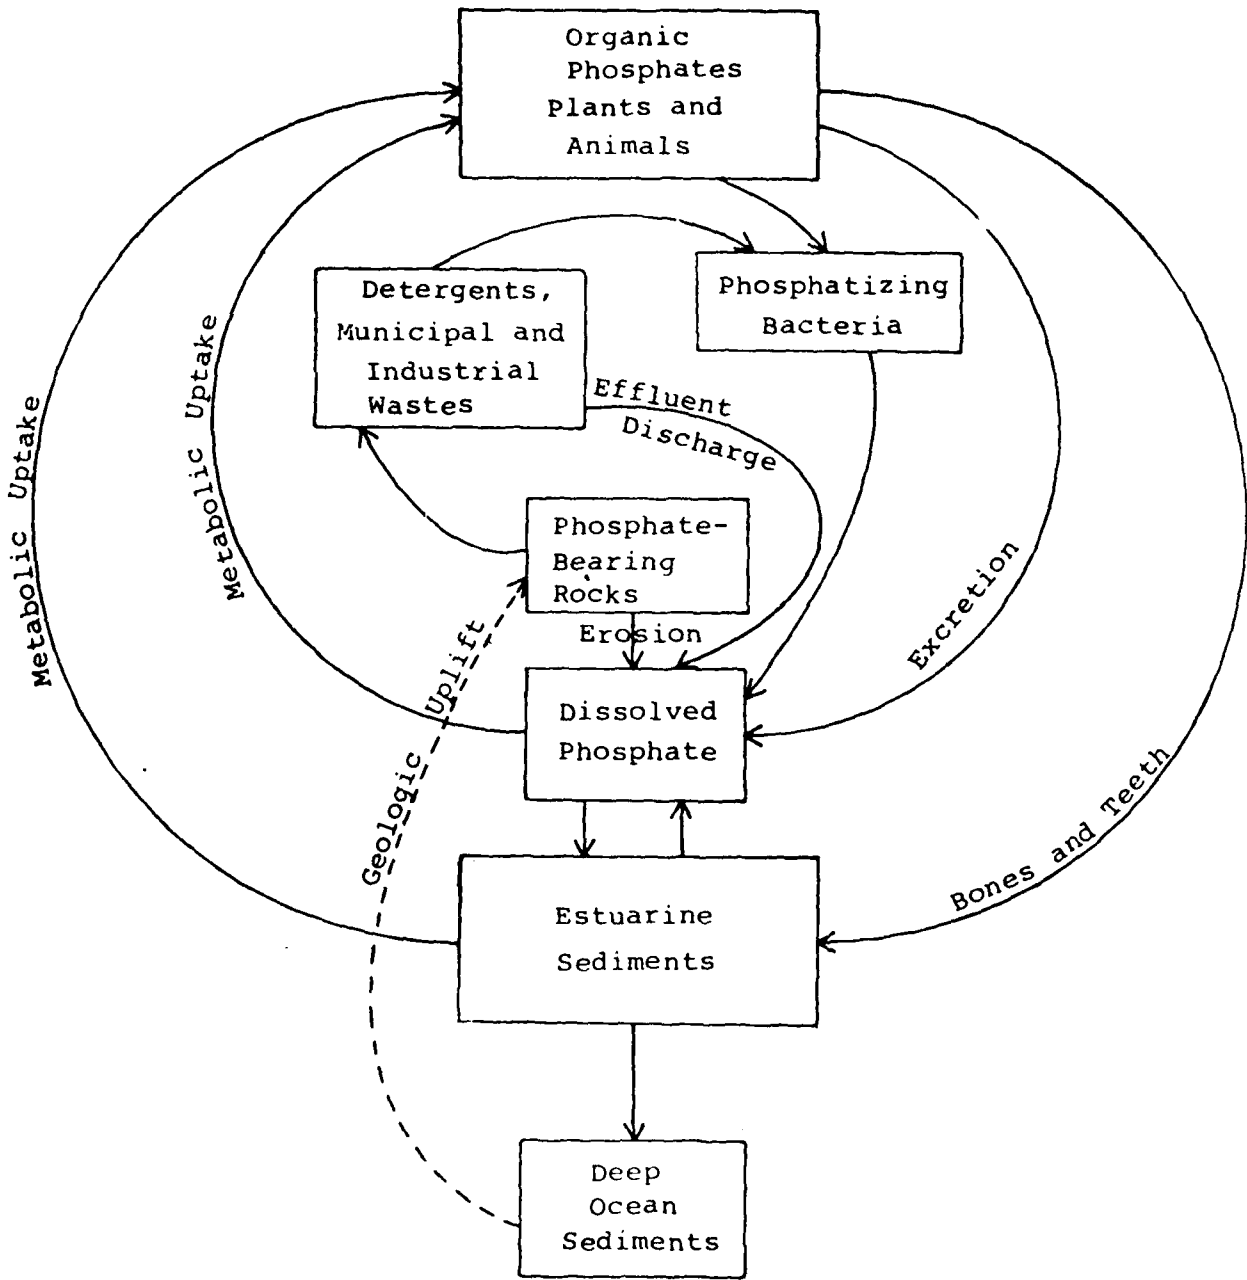 Organic
Phosphates
Plants and
Animals
Detergents,
Municipal and
Industrial
Wastes
Phosphatizing
Bacteria
Effluent
Discharge
Metabolic Uptake
Metabolic Uptake
Phosphate-
Bearing
Rocks
Erosion
Excretion
Geologic Uplift
Dissolved
Phosphate
Bones and Teeth
Estuarine
Sediments
Deep
Ocean
Sediments